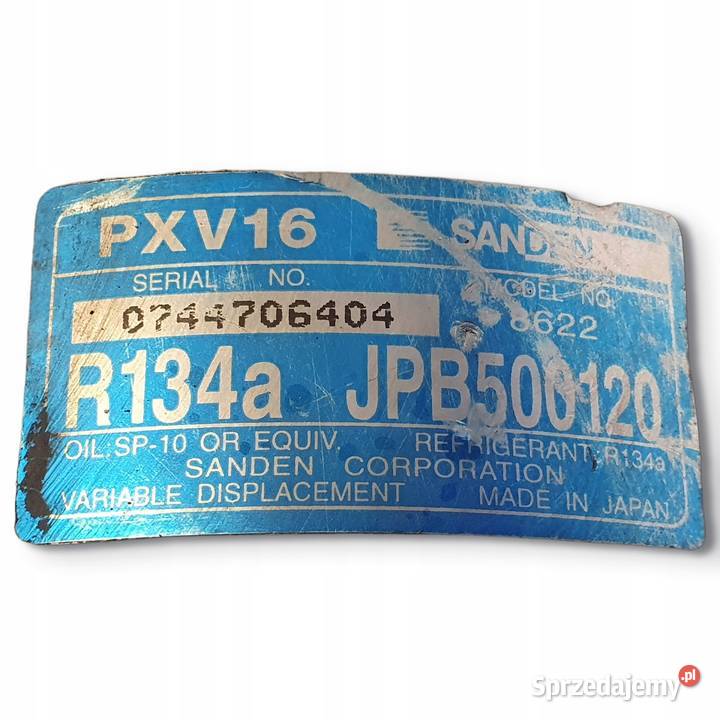 PXV16 SANDEN
SERIAL NO. MODEL NO.
0744706404 8622
R134a JPB500120
OIL: SP-10 OR EQUIV. REFRIGERANT: R134a
SANDEN CORPORATION
VARIABLE DISPLACEMENT MADE IN JAPAN
Sprzedajemy.pl